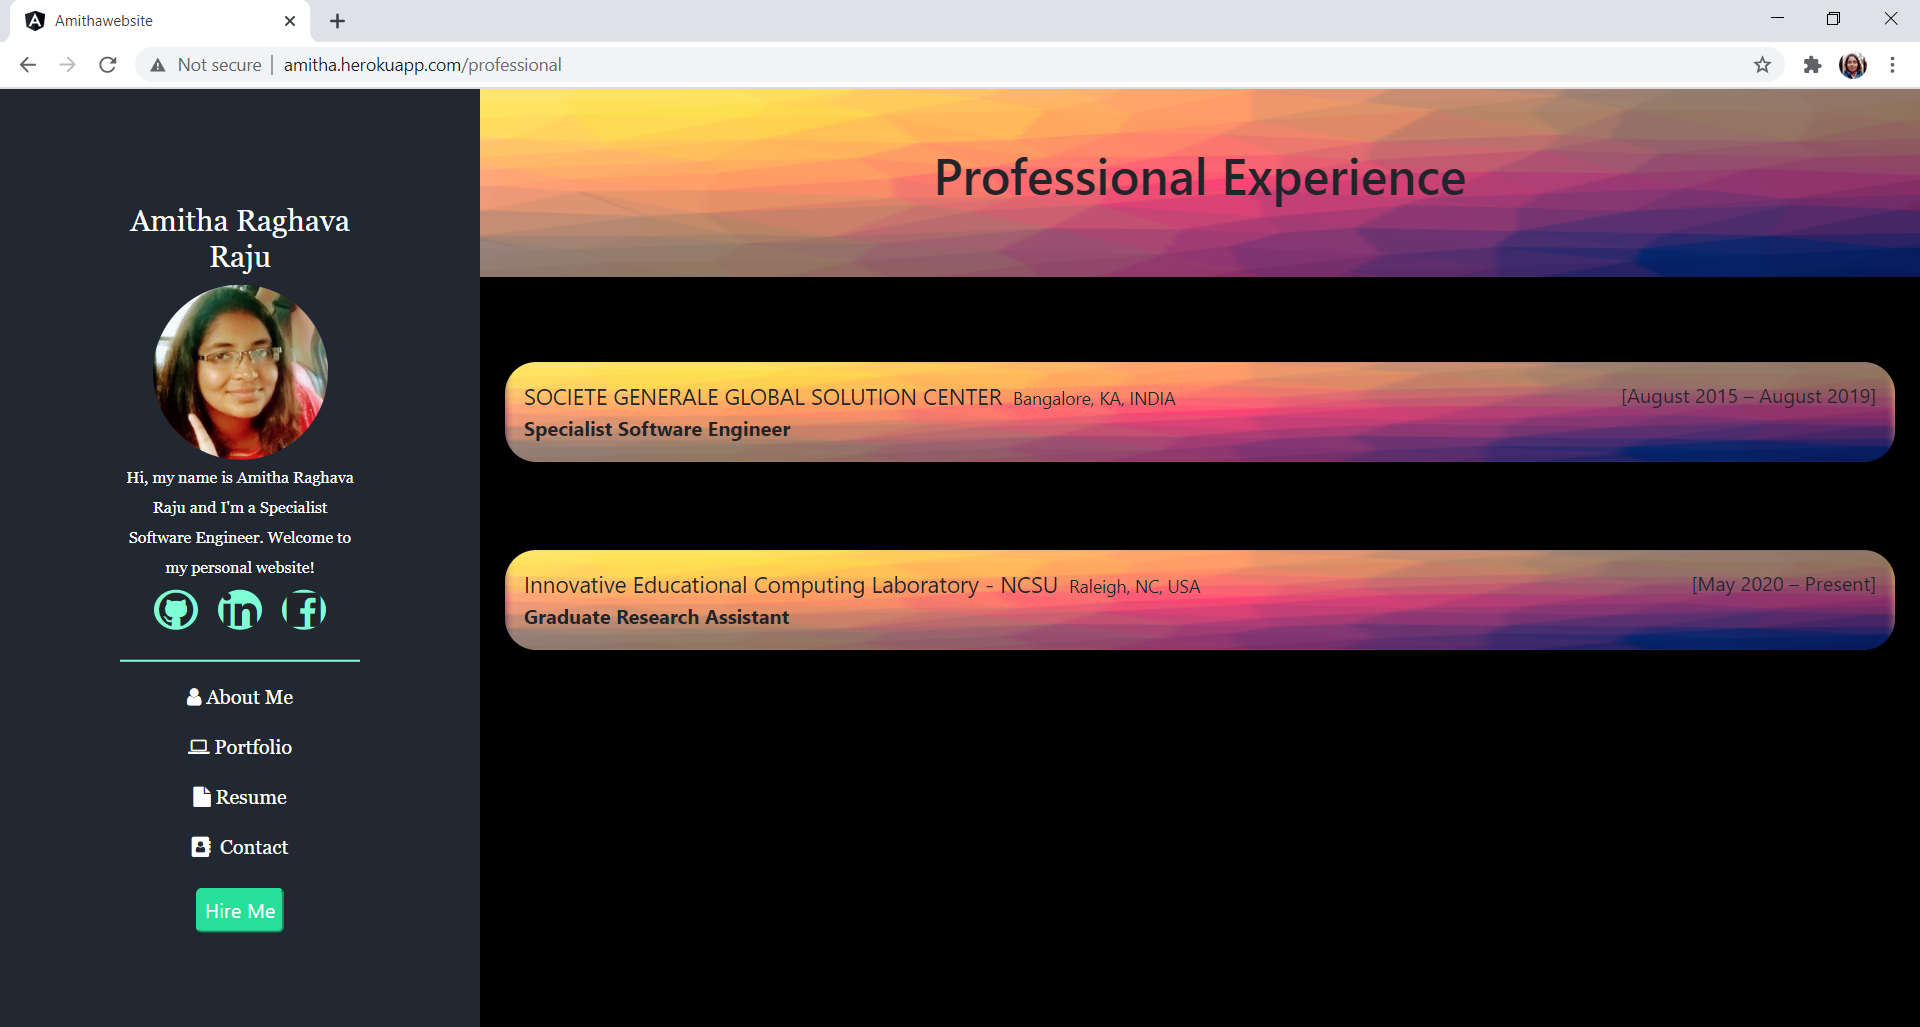 Amithawebsite
Not secure | amitha.herokuapp.com/professional
Amitha Raghava
Raju
Hi, my name is Amitha Raghava
Raju and I'm a Specialist
Software Engineer. Welcome to
my personal website!
About Me
Portfolio
Resume
Contact
Hire Me
Professional Experience
SOCIETE GENERALE GLOBAL SOLUTION CENTER Bangalore, KA, INDIA [August 2015 – August 2019]
Specialist Software Engineer
Innovative Educational Computing Laboratory - NCSU Raleigh, NC, USA [May 2020 – Present]
Graduate Research Assistant